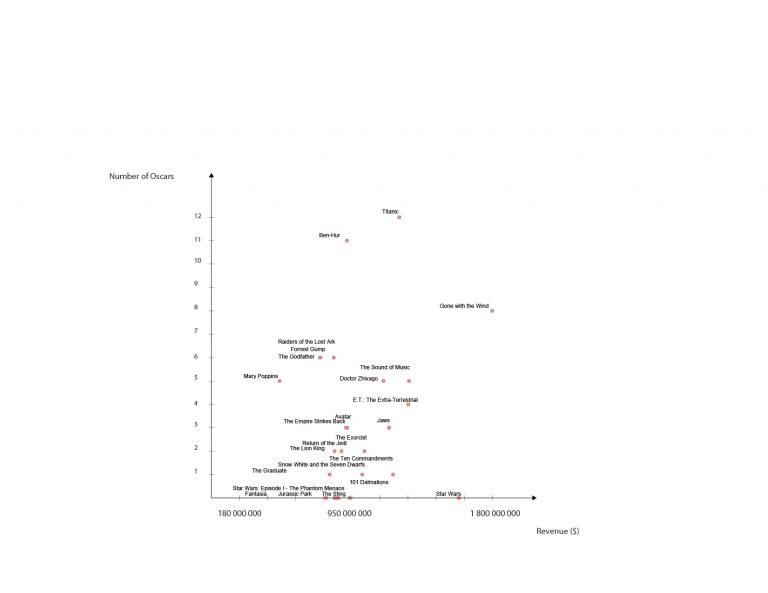 Number of Oscars
Titanic
12
Ben-Hur
11
10
9
Gone with the Wind
8
7
Raiders of the Lost Ark
Forrest Gump
The Godfather
6
The Sound of Music
Mary Poppins
Doctor Zhivago
5
E.T.: The Extra-Terrestrial
4
Avatar
The Empire Strikes Back
Jaws
3
The Exorcist
Return of the Jedi
The Lion King
2
The Ten Commandments
Snow White and the Seven Dwarfs
The Graduate
1
101 Dalmations
Star Wars: Episode I - The Phantom Menace
Fantasia
Jurassic Park
The Sting
Star Wars
180 000 000
950 000 000
1 800 000 000
Revenue ($)